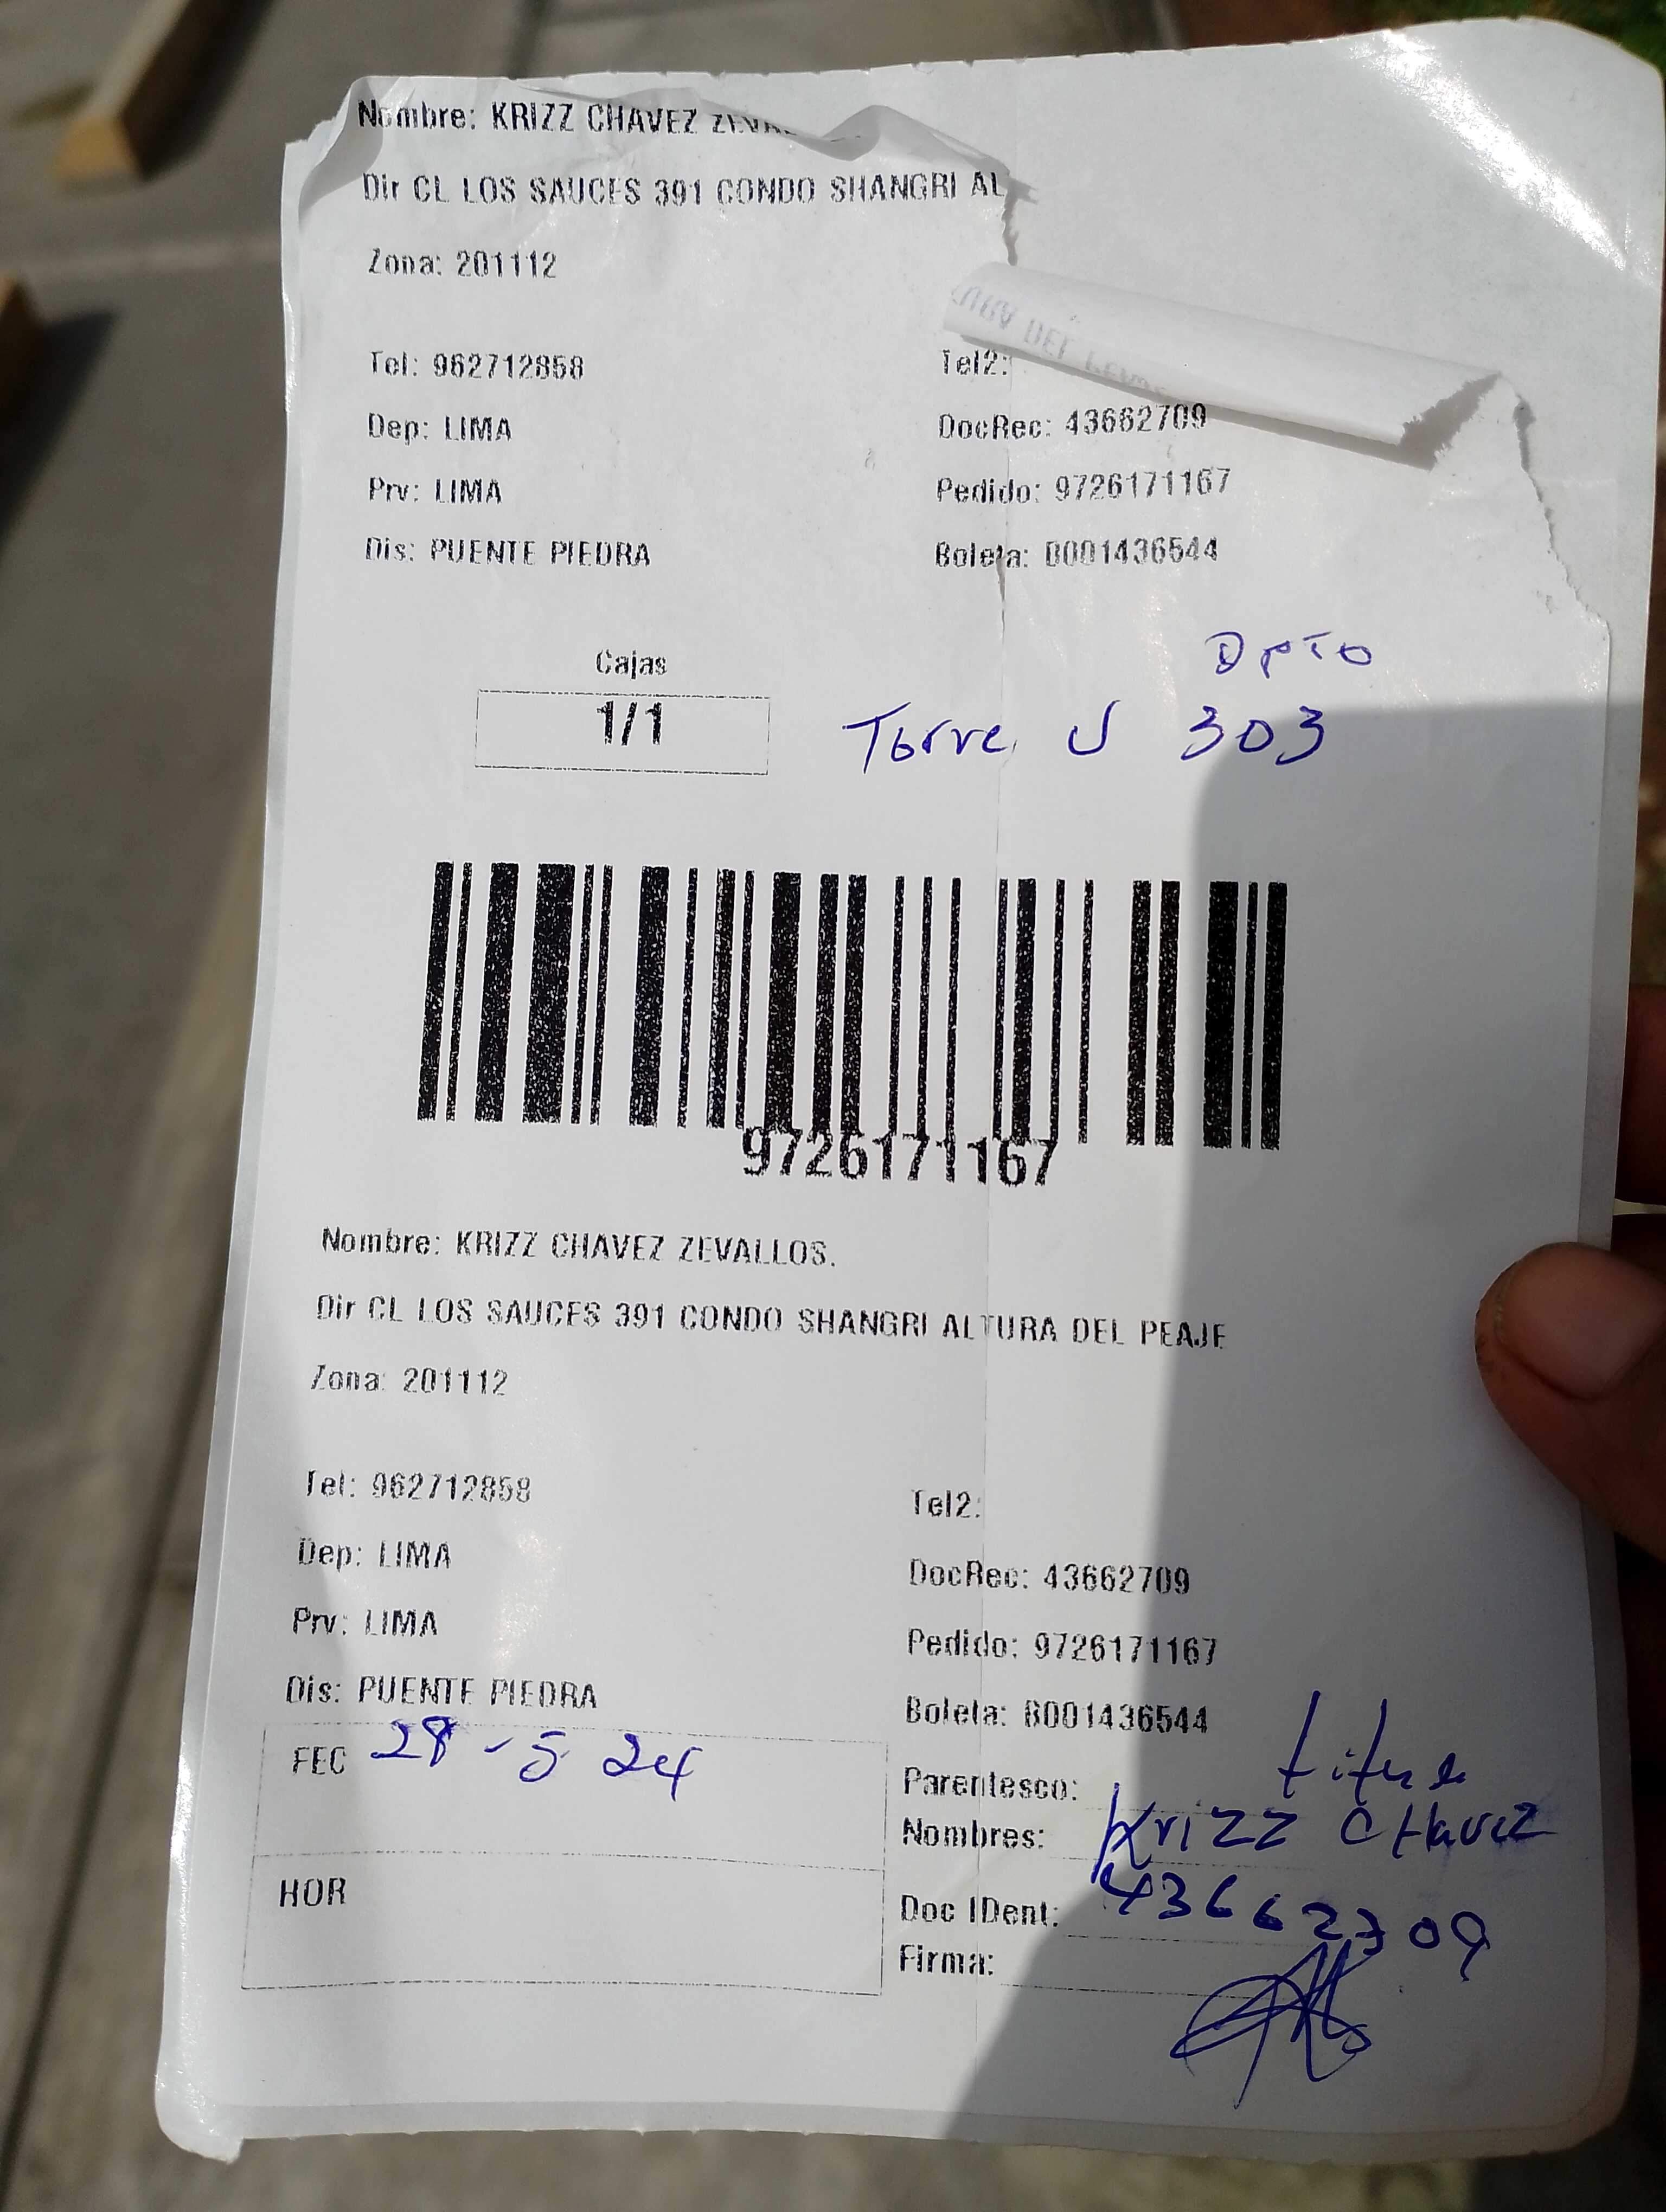 Nombre: KRIZZ CHAVEZ
Dir CL LOS SAUCES 391 CONDO SHANGRI AL
Zona: 201112
Tel: 962712858 Tel2:
Dep: LIMA DocRec: 43662709
Prv: LIMA Pedido: 9726171167
Dis: PUENTE PIEDRA Boleta: B001436544
Dpto
Cajas
1/1 Torre J 303
9726171167
Nombre: KRIZZ CHAVEZ ZEVALLOS.
Dir CL LOS SAUCES 391 CONDO SHANGRI ALTURA DEL PEAJE
Zona: 201112
Tel: 962712858 Tel2:
Dep: LIMA DocRec: 43662709
Prv: LIMA Pedido: 9726171167
Dis: PUENTE PIEDRA Boleta: B001436544
FEC 28-5 24 Parentesco:
Nombres: Krizz CHavez
HOR Doc IDent: 43662709
Firma: